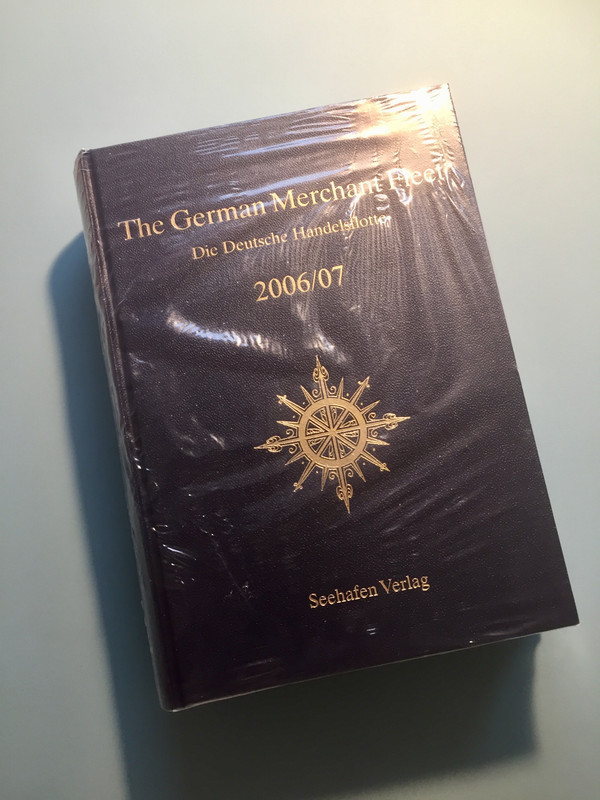 The German Merchant Fleet
Die Deutsche Handelsflotte
2006/07
Seehafen Verlag